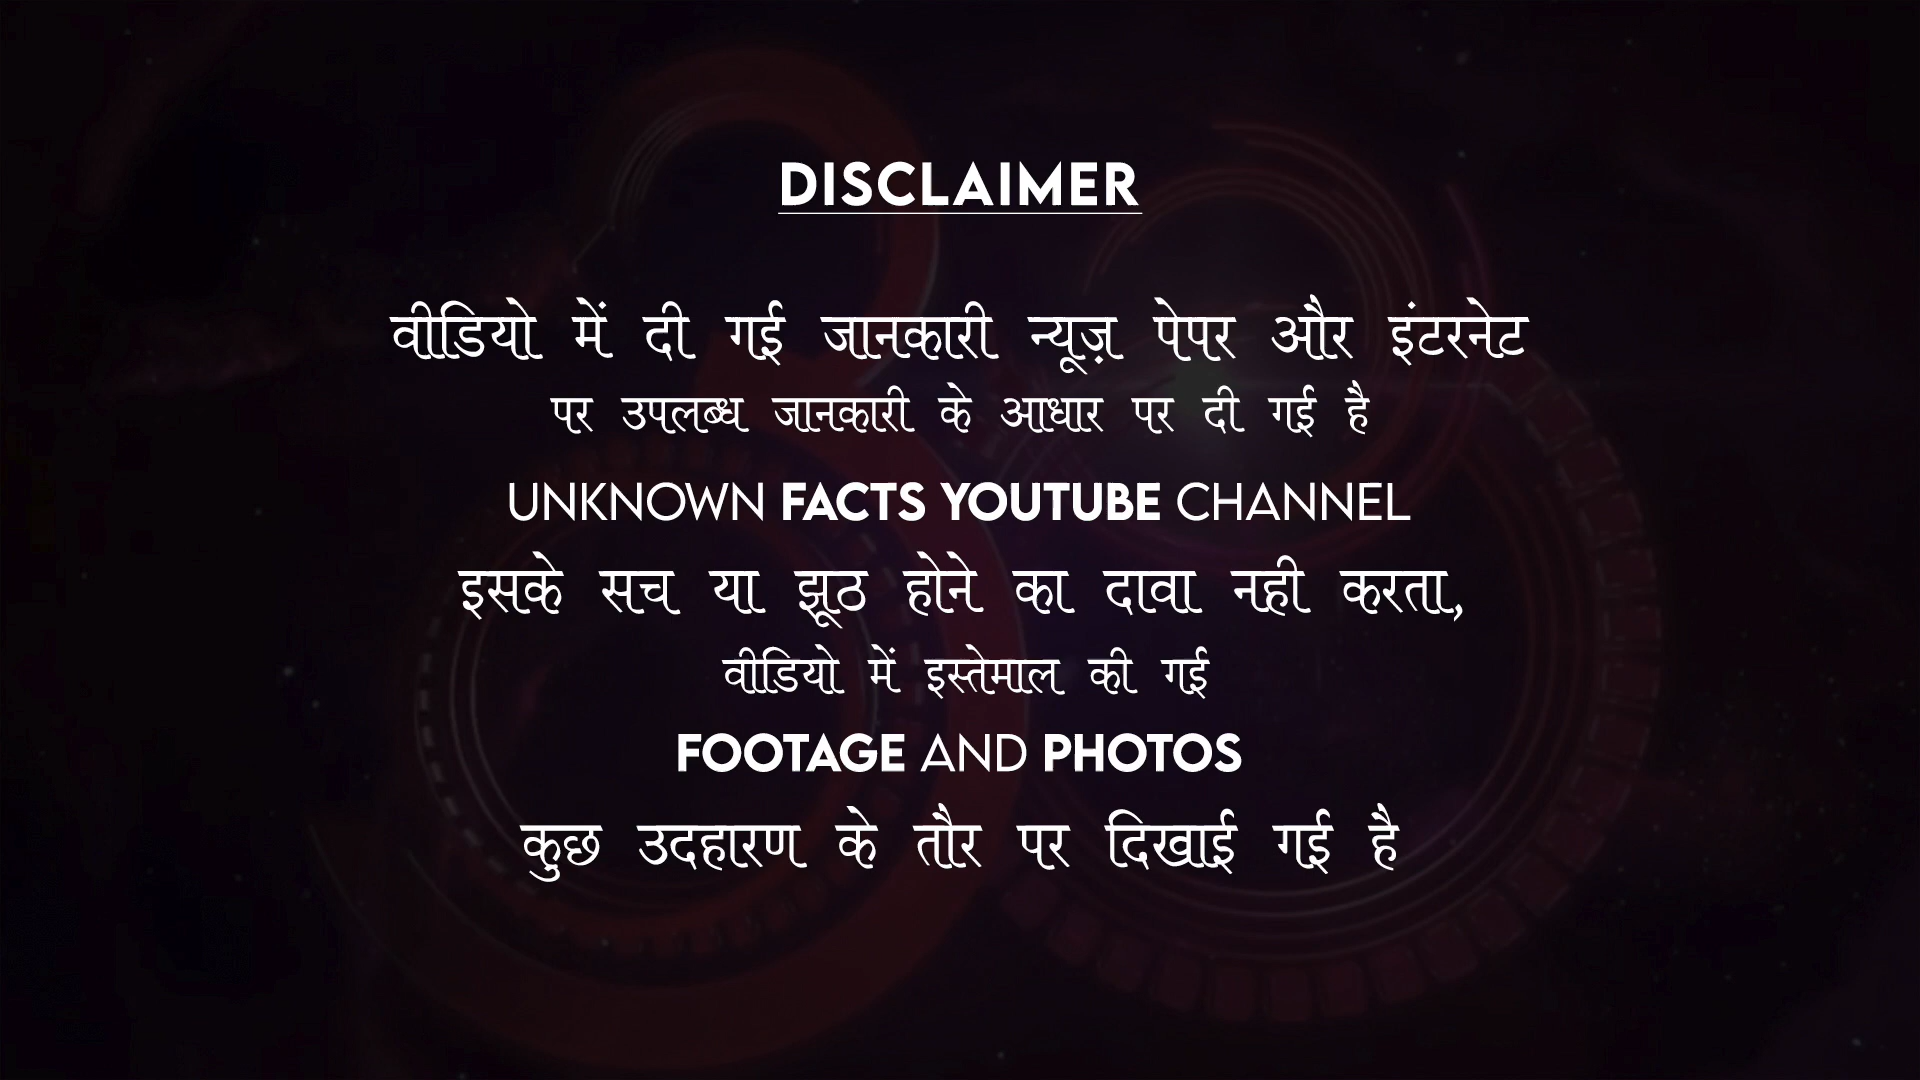 DISCLAIMER
वीडियो में दी गई जानकारी न्यूज़ पेपर और इंटरनेट
पर उपलब्ध जानकारी के आधार पर दी गई है
UNKNOWN FACTS YOUTUBE CHANNEL
इसके सच या झूठ होने का दावा नही करता,
वीडियो में इस्तेमाल की गई
FOOTAGE AND PHOTOS
कुछ उदहारण के तौर पर दिखाई गई है